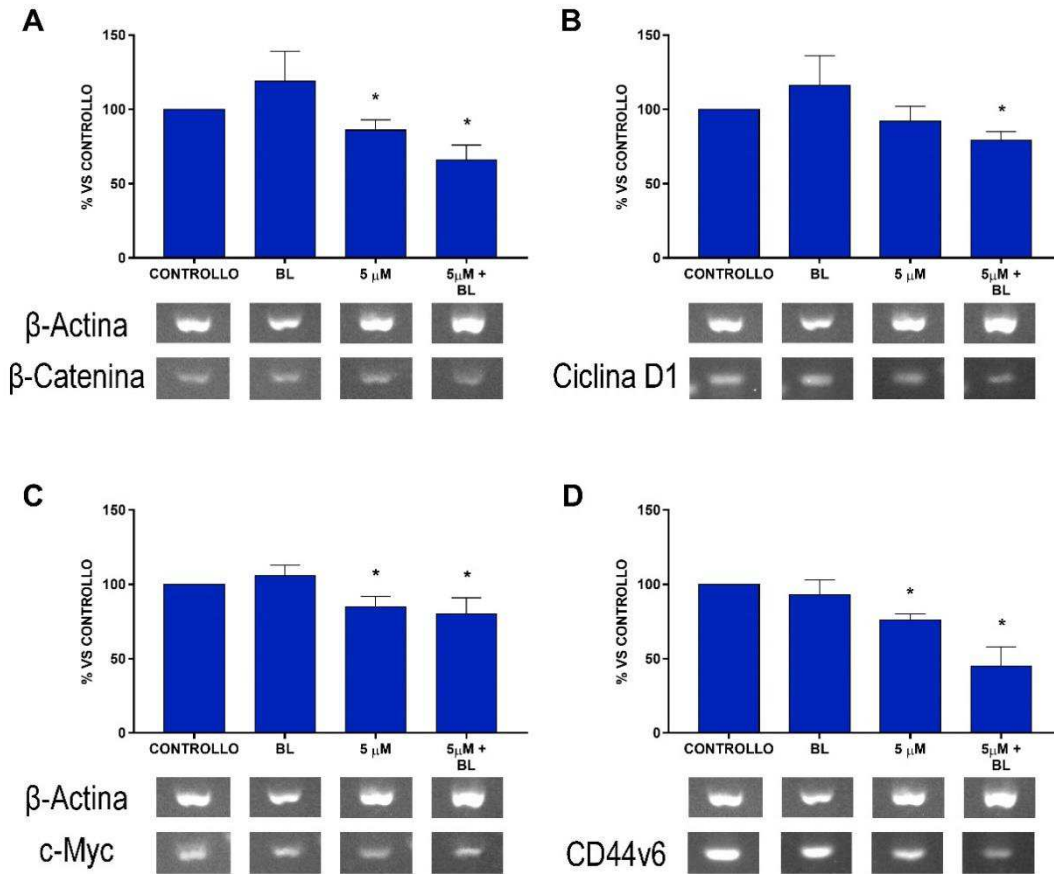 A
% VS CONTROLLO
150
100
50
0
CONTROLLO
BL
5 µM
5µM +
BL
*
*
β-Actina
β-Catenina
B
% VS CONTROLLO
150
100
50
0
CONTROLLO
BL
5 µM
5µM +
BL
*
Ciclina D1
C
% VS CONTROLLO
150
100
50
0
CONTROLLO
BL
5 µM
5µM +
BL
*
*
β-Actina
c-Myc
D
% VS CONTROLLO
150
100
50
0
CONTROLLO
BL
5 µM
5µM +
BL
*
*
CD44v6